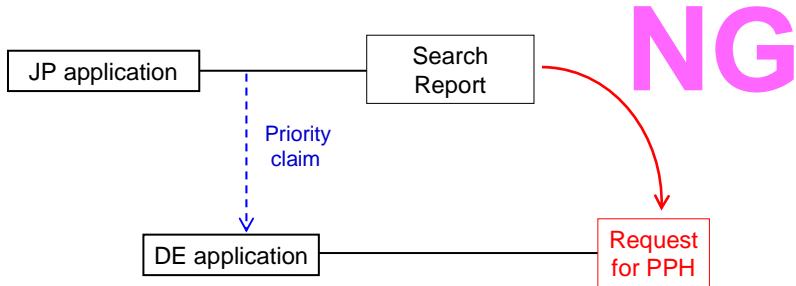 NG
JP application
Search
Report
Priority
claim
DE application
Request
for PPH